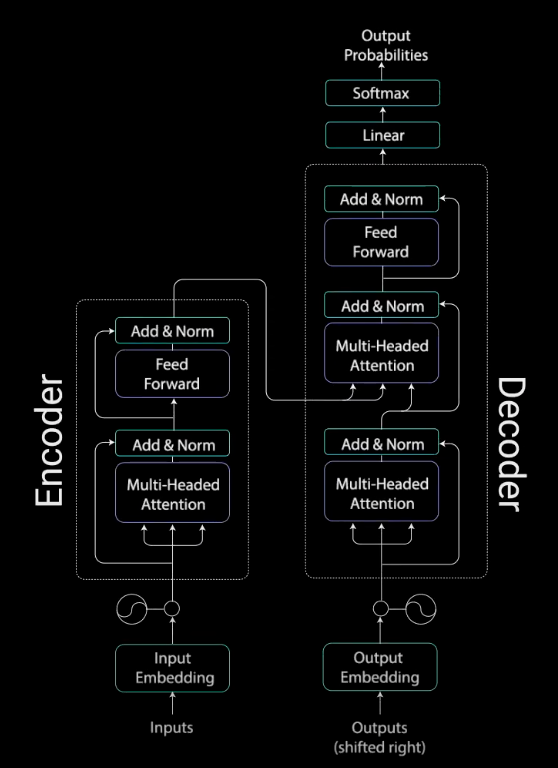 Output
Probabilities
Softmax
Linear
Add & Norm
Feed
Forward
Add & Norm
Multi-Headed
Attention
Add & Norm
Multi-Headed
Attention
Decoder
Output
Embedding
Outputs
(shifted right)
Encoder
Add & Norm
Feed
Forward
Add & Norm
Multi-Headed
Attention
Input
Embedding
Inputs